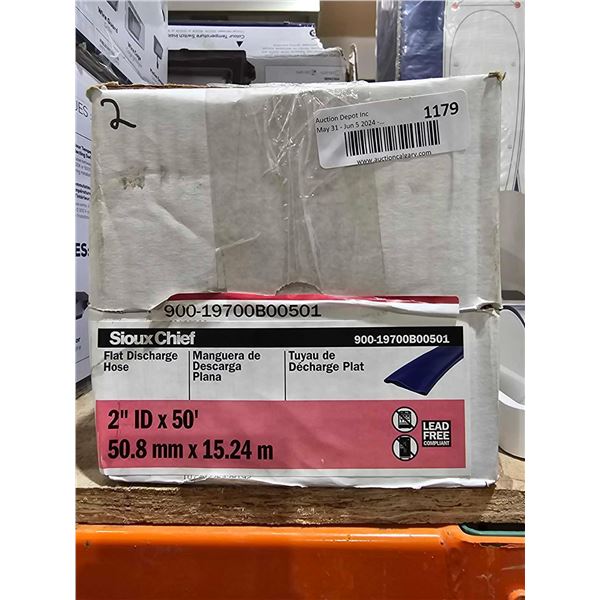 2
Auction Depot Inc
1179
May 31 - Jun 5 2024 -...
www.auctioncalgary.com
900-19700B00501
Sioux Chief
900-19700B00501
Flat Discharge
Hose
Manguera de
Descarga
Plana
Tuyau de
Décharge Plat
2" ID x 50'
50.8 mm x 15.24 m
LEAD
FREE
COMPLIANT